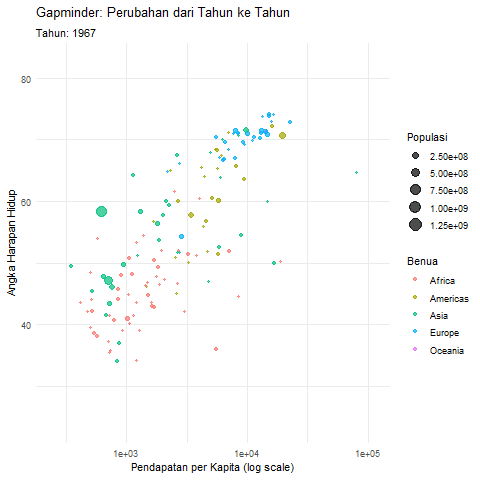 Gapminder: Perubahan dari Tahun ke Tahun
Tahun: 1967
80
60
40
Angka Harapan Hidup
1e+03
1e+04
1e+05
Pendapatan per Kapita (log scale)
Populasi
2.50e+08
5.00e+08
7.50e+08
1.00e+09
1.25e+09
Benua
Africa
Americas
Asia
Europe
Oceania